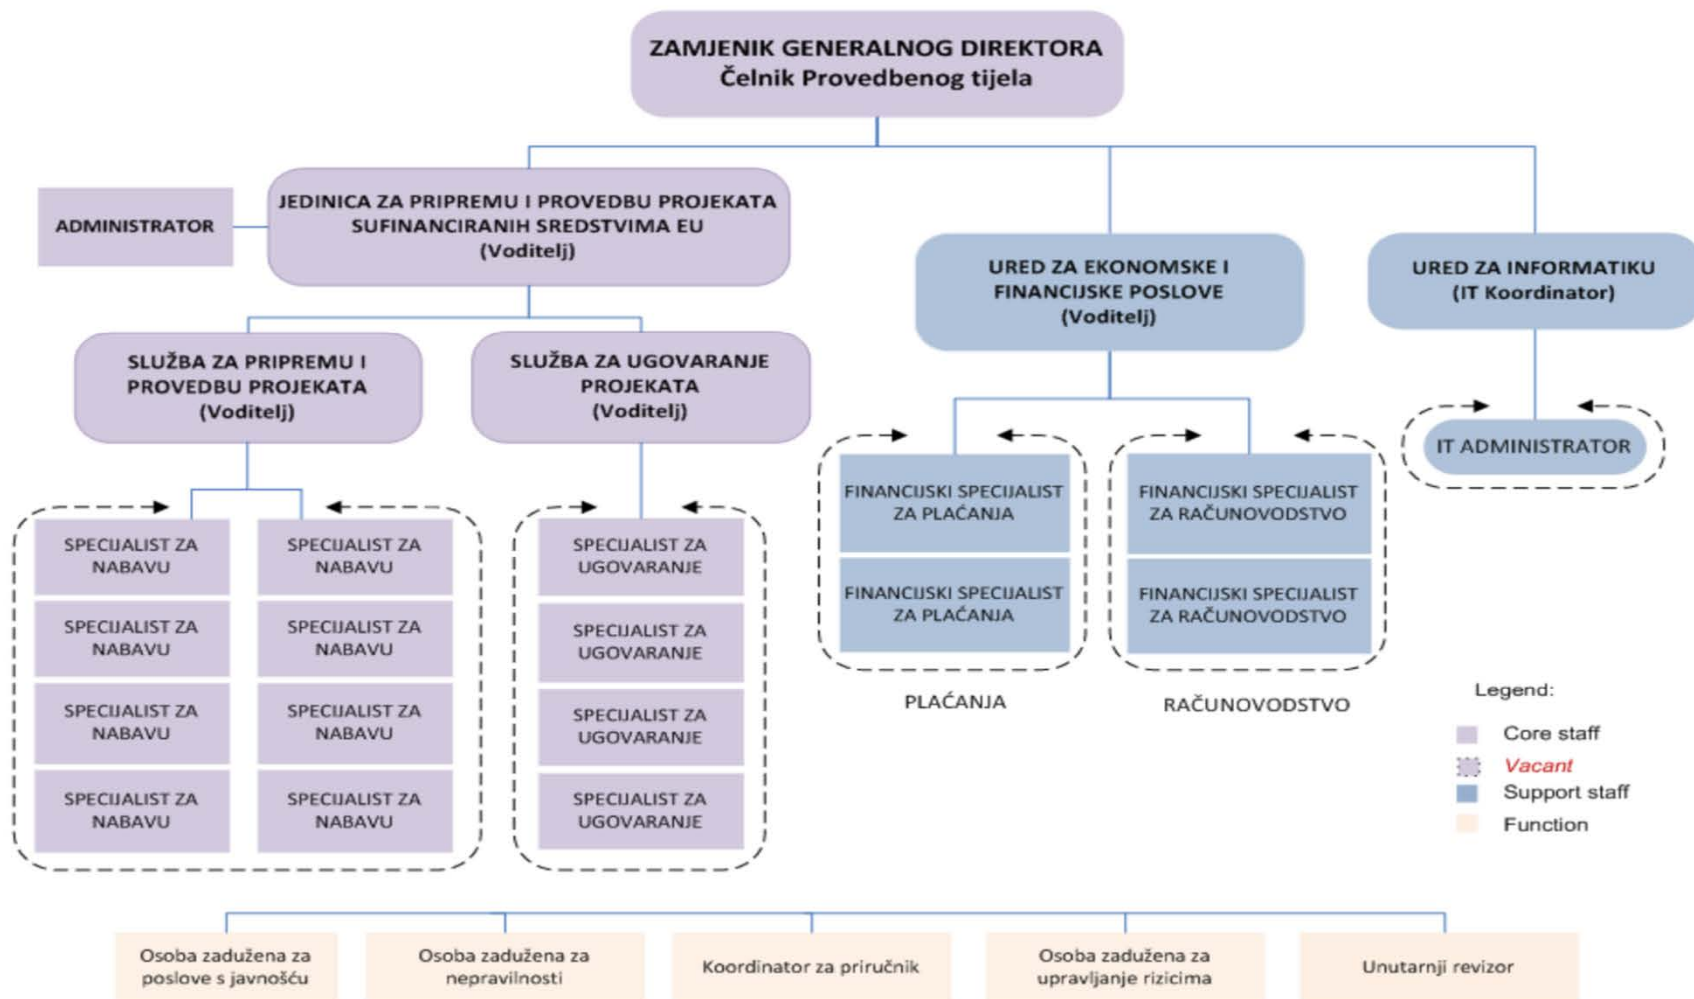 ZAMJENIK GENERALNOG DIREKTORA
Čelnik Provedbenog tijela
ADMINISTRATOR
JEDINICA ZA PRIPREMU I PROVEDBU PROJEKATA
SUFINANCIRANIH SREDSTVIMA EU
(Voditelj)
URED ZA EKONOMSKE I
FINANCIJSKE POSLOVE
(Voditelj)
URED ZA INFORMATIKU
(IT Koordinator)
SLUŽBA ZA PRIPREMU I
PROVEDBU PROJEKATA
(Voditelj)
SLUŽBA ZA UGOVARANJE
PROJEKATA
(Voditelj)
IT ADMINISTRATOR
SPECIJALIST ZA
NABAVU
SPECIJALIST ZA
NABAVU
SPECIJALIST ZA
NABAVU
SPECIJALIST ZA
NABAVU
SPECIJALIST ZA
NABAVU
SPECIJALIST ZA
NABAVU
SPECIJALIST ZA
NABAVU
SPECIJALIST ZA
NABAVU
SPECIJALIST ZA
UGOVARANJE
SPECIJALIST ZA
UGOVARANJE
SPECIJALIST ZA
UGOVARANJE
SPECIJALIST ZA
UGOVARANJE
FINANCIJSKI SPECIJALIST
ZA PLAĆANJA
FINANCIJSKI SPECIJALIST
ZA PLAĆANJA
PLAĆANJA
FINANCIJSKI SPECIJALIST
ZA RAČUNOVODSTVO
FINANCIJSKI SPECIJALIST
ZA RAČUNOVODSTVO
RAČUNOVODSTVO
Legend:
Core staff
Vacant
Support staff
Function
Osoba zadužena za
poslove s javnošću
Osoba zadužena za
nepravilnosti
Koordinator za priručnik
Osoba zadužena za
upravljanje rizicima
Unutarnji revizor